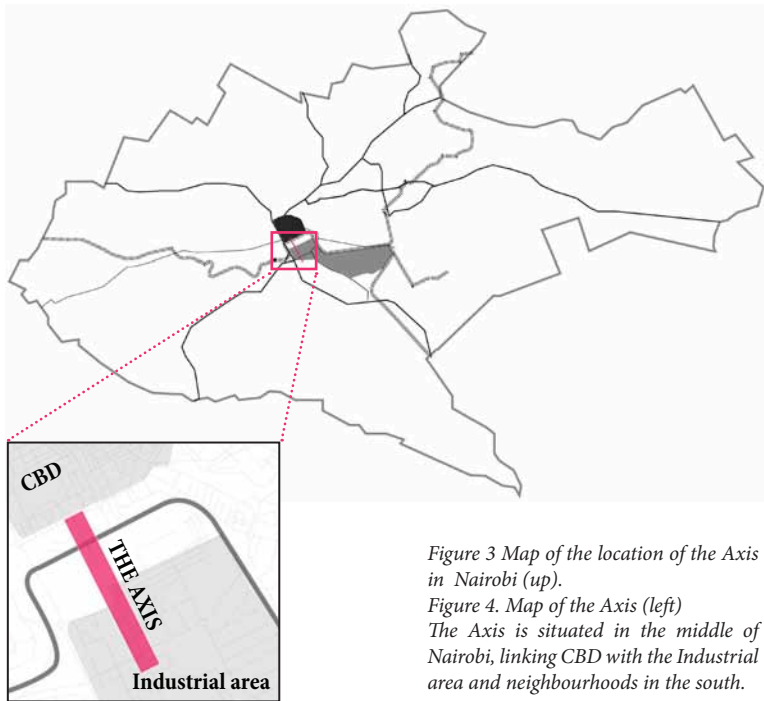 CBD
THE AXIS
Industrial area
Figure 3 Map of the location of the Axis
in Nairobi (up).
Figure 4. Map of the Axis (left)
The Axis is situated in the middle of
Nairobi, linking CBD with the Industrial
area and neighbourhoods in the south.